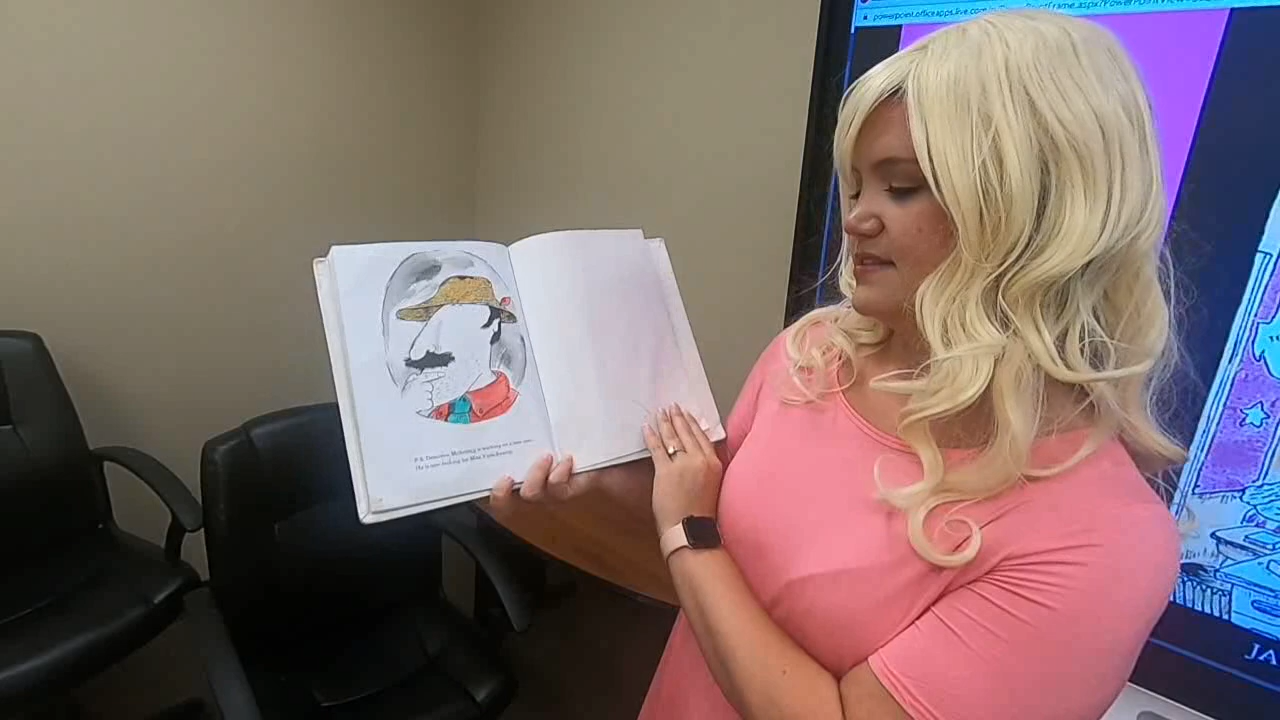 powerpoint.officeapps.live.com
P.S. Detective McSmogg is working on a new case...
He is now looking for Miss Viola Swamp.
JA